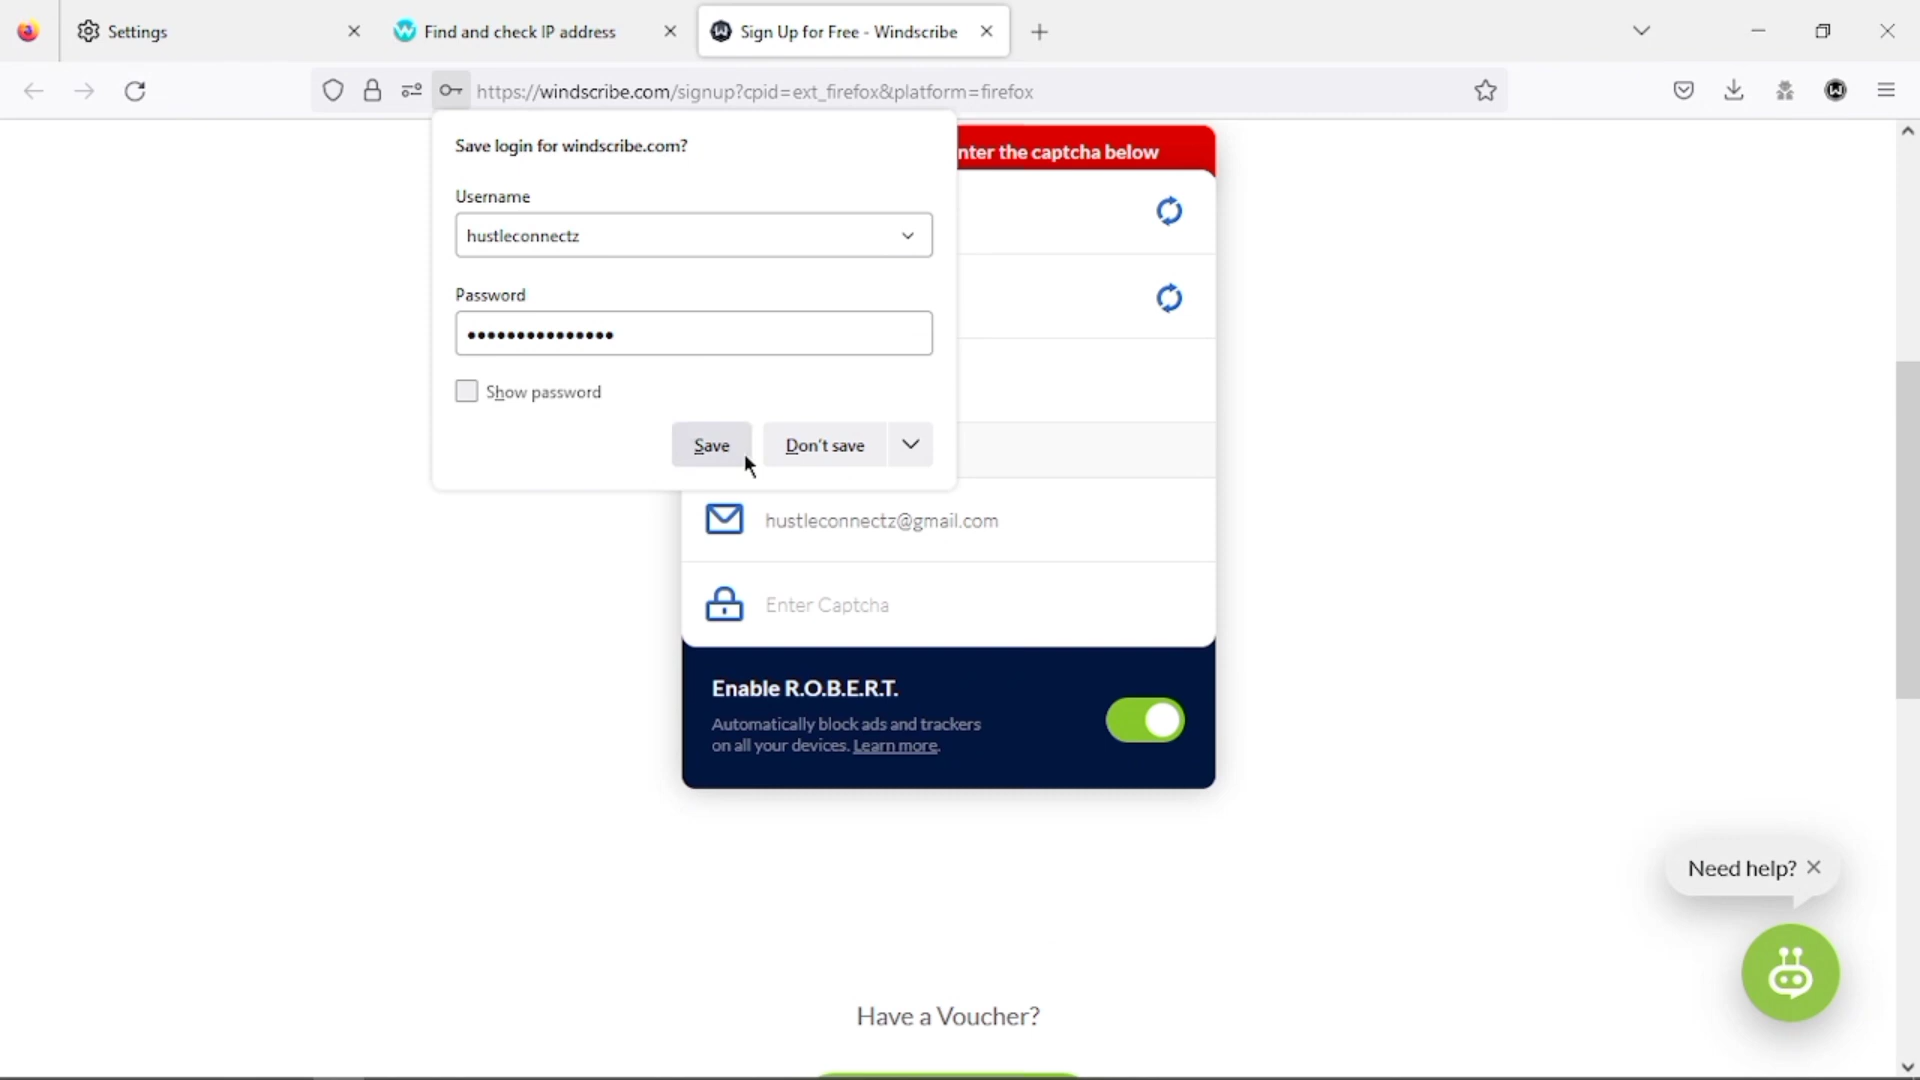 Settings
Find and check IP address
Sign Up for Free - Windscribe
https://windscribe.com/signup?cpid=ext_firefox&platform=firefox
Save login for windscribe.com?
nter the captcha below
Username
hustleconnectz
Password
•••••••••••••••
Show password
Save
Don't save
hustleconnectz@gmail.com
Enter Captcha
Enable R.O.B.E.R.T.
Automatically block ads and trackers
on all your devices. Learn more.
Need help?
Have a Voucher?